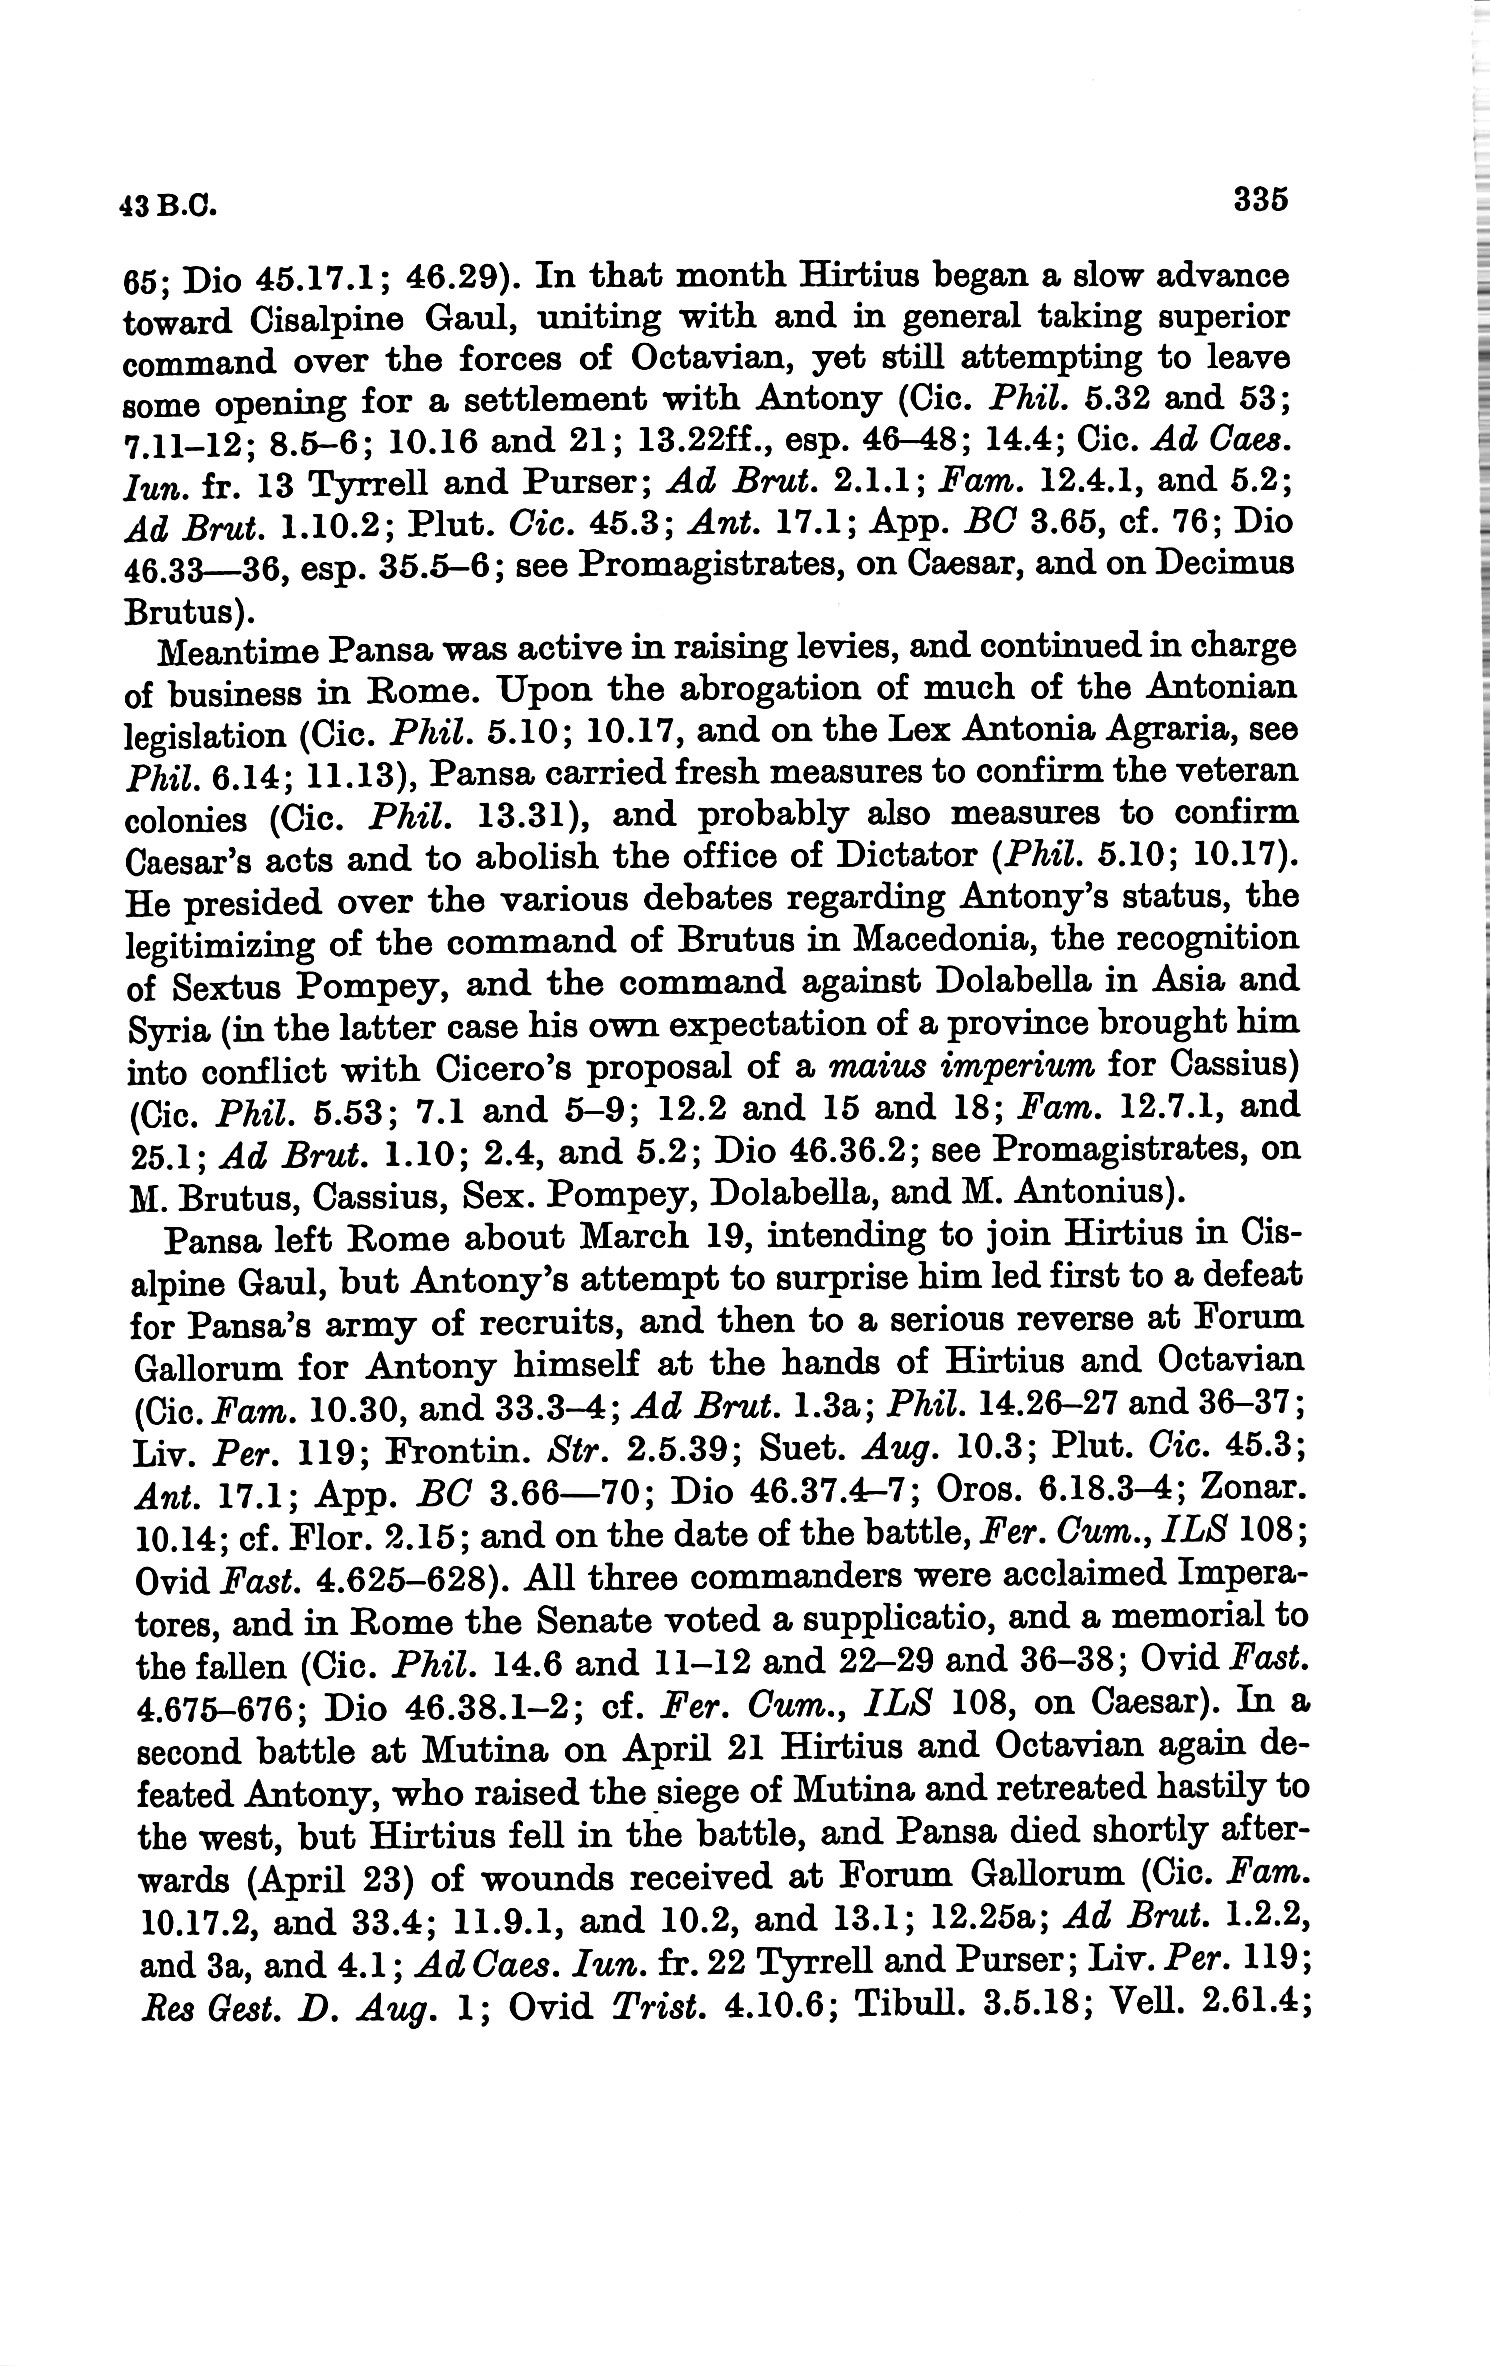 43 B.C.
335
65; Dio 45.17.1; 46.29). In that month Hirtius began a slow advance
toward Cisalpine Gaul, uniting with and in general taking superior
command over the forces of Octavian, yet still attempting to leave
some opening for a settlement with Antony (Cic. Phil. 5.32 and 53;
7.11–12; 8.5–6; 10.16 and 21; 13.22ff., esp. 46–48; 14.4; Cic. Ad Caes.
Iun. fr. 13 Tyrrell and Purser; Ad Brut. 2.1.1; Fam. 12.4.1, and 5.2;
Ad Brut. 1.10.2; Plut. Cic. 45.3; Ant. 17.1; App. BC 3.65, cf. 76; Dio
46.33—36, esp. 35.5–6; see Promagistrates, on Caesar, and on Decimus
Brutus).
Meantime Pansa was active in raising levies, and continued in charge
of business in Rome. Upon the abrogation of much of the Antonian
legislation (Cic. Phil. 5.10; 10.17, and on the Lex Antonia Agraria, see
Phil. 6.14; 11.13), Pansa carried fresh measures to confirm the veteran
colonies (Cic. Phil. 13.31), and probably also measures to confirm
Caesar's acts and to abolish the office of Dictator (Phil. 5.10; 10.17).
He presided over the various debates regarding Antony's status, the
legitimizing of the command of Brutus in Macedonia, the recognition
of Sextus Pompey, and the command against Dolabella in Asia and
Syria (in the latter case his own expectation of a province brought him
into conflict with Cicero's proposal of a maius imperium for Cassius)
(Cic. Phil. 5.53; 7.1 and 5–9; 12.2 and 15 and 18; Fam. 12.7.1, and
25.1; Ad Brut. 1.10; 2.4, and 5.2; Dio 46.36.2; see Promagistrates, on
M. Brutus, Cassius, Sex. Pompey, Dolabella, and M. Antonius).
Pansa left Rome about March 19, intending to join Hirtius in Cis-
alpine Gaul, but Antony's attempt to surprise him led first to a defeat
for Pansa's army of recruits, and then to a serious reverse at Forum
Gallorum for Antony himself at the hands of Hirtius and Octavian
(Cic. Fam. 10.30, and 33.3–4; Ad Brut. 1.3a; Phil. 14.26–27 and 36–37;
Liv. Per. 119; Frontin. Str. 2.5.39; Suet. Aug. 10.3; Plut. Cic. 45.3;
Ant. 17.1; App. BC 3.66—70; Dio 46.37.4–7; Oros. 6.18.3–4; Zonar.
10.14; cf. Flor. 2.15; and on the date of the battle, Fer. Cum., ILS 108;
Ovid Fast. 4.625–628). All three commanders were acclaimed Impera-
tores, and in Rome the Senate voted a supplicatio, and a memorial to
the fallen (Cic. Phil. 14.6 and 11–12 and 22–29 and 36–38; Ovid Fast.
4.675–676; Dio 46.38.1–2; cf. Fer. Cum., ILS 108, on Caesar). In a
second battle at Mutina on April 21 Hirtius and Octavian again de-
feated Antony, who raised the siege of Mutina and retreated hastily to
the west, but Hirtius fell in the battle, and Pansa died shortly after-
wards (April 23) of wounds received at Forum Gallorum (Cic. Fam.
10.17.2, and 33.4; 11.9.1, and 10.2, and 13.1; 12.25a; Ad Brut. 1.2.2,
and 3a, and 4.1; Ad Caes. Iun. fr. 22 Tyrrell and Purser; Liv. Per. 119;
Res Gest. D. Aug. 1; Ovid Trist. 4.10.6; Tibull. 3.5.18; Vell. 2.61.4;